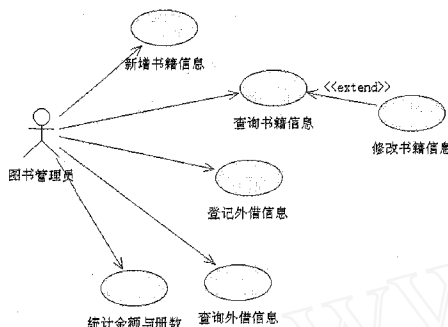 新增书籍信息
<<extend>>
查询书籍信息
修改书籍信息
图书管理员
登记外借信息
统计金额与册数
查询外借信息